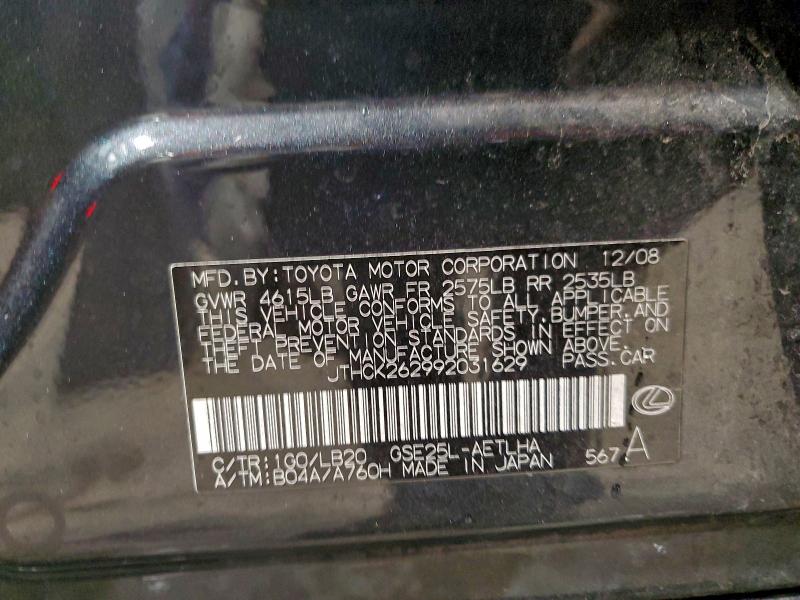 MFD.BY:TOYOTA MOTOR CORPORATION 12/08
GVWR 4615LB GAWR FR 2575LB RR 2535LB
THIS VEHICLE CONFORMS TO ALL APPLICABLE
FEDERAL MOTOR VEHICLE SAFETY,BUMPER,AND
THEFT PREVENTION STANDARDS IN EFFECT ON
THE DATE OF MANUFACTURE SHOWN ABOVE.
JTHCK262992031629 PASS.CAR
C/TR:1G0/LB20 GSE25L-AETLHA
A/TM:B04A/A760H MADE IN JAPAN 567 A